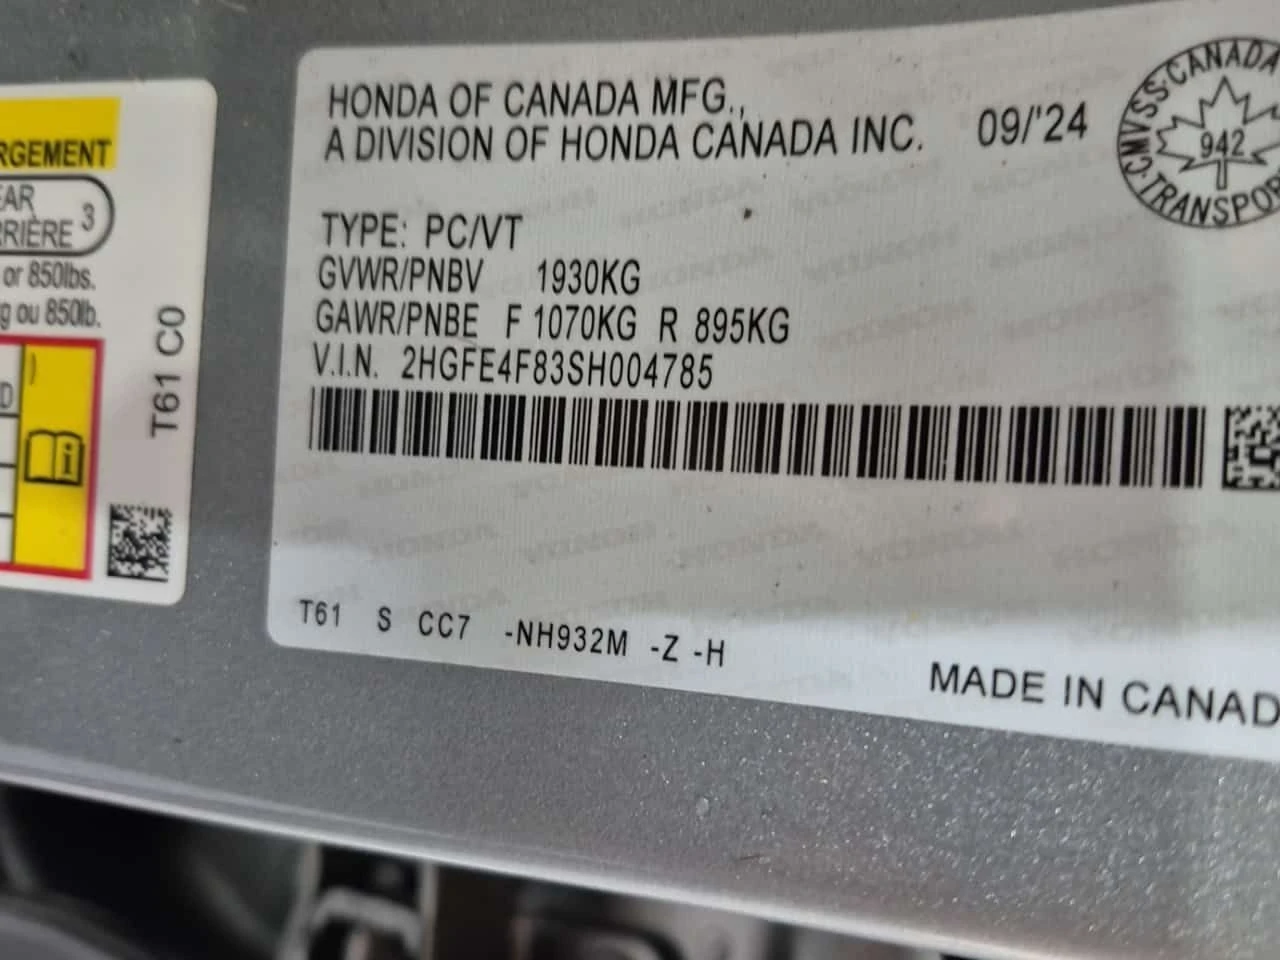 RGEMENT
EAR
RRIÈRE 3
or 850lbs.
g ou 850lb.
T61 C0
HONDA OF CANADA MFG.,
A DIVISION OF HONDA CANADA INC. 09/'24
CMVSS·CANADA
942
TRANSPOR
TYPE: PC/VT
GVWR/PNBV 1930KG
GAWR/PNBE F 1070KG R 895KG
V.I.N. 2HGFE4F83SH004785
T61 S CC7 -NH932M -Z -H
MADE IN CANAD